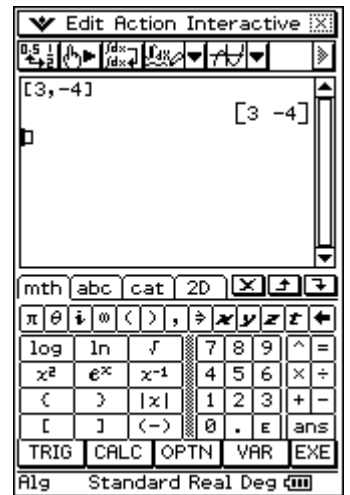 Edit Action Interactive
[3,-4]
[3 -4]
mth abc cat 2D
π θ i ∞ ( ) , ⇒ x y z t ←
log ln √ 7 8 9 ^ =
x² eˣ x⁻¹ 4 5 6 × ÷
( ) |x| 1 2 3 + -
[ ] (-) 0 . E ans
TRIG CALC OPTN VAR EXE
Alg Standard Real Deg